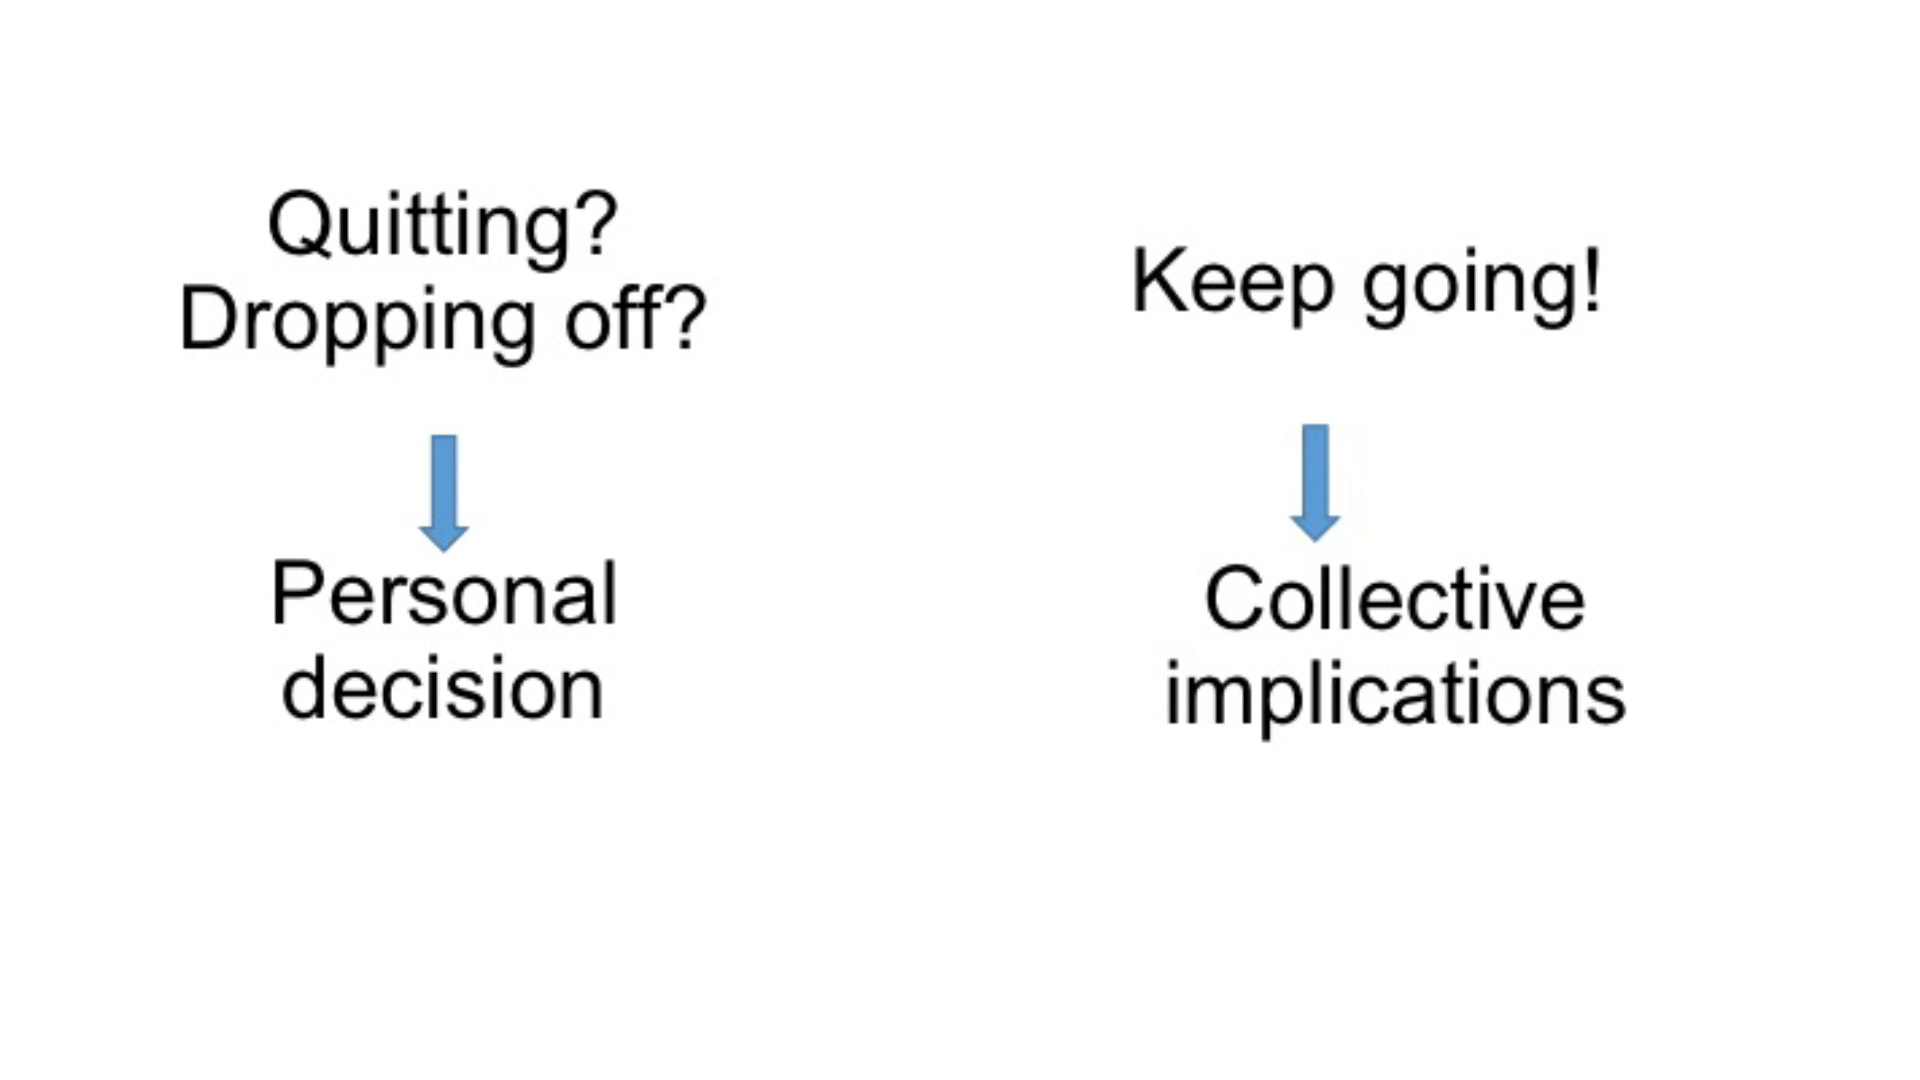 Quitting?
Dropping off?
Personal
decision
Keep going!
Collective
implications